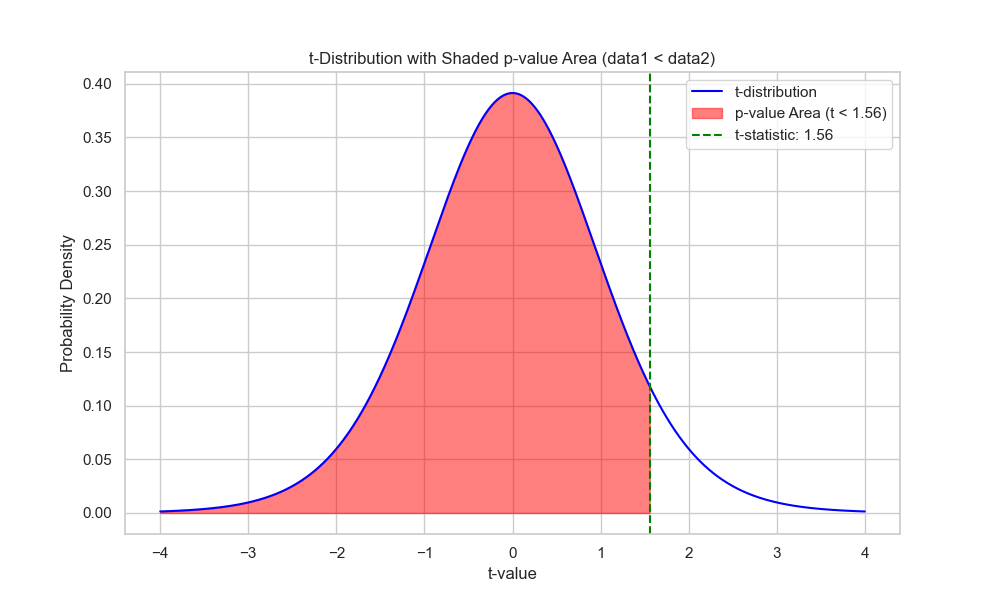 t-Distribution with Shaded p-value Area (data1 < data2)
t-distribution
p-value Area (t < 1.56)
t-statistic: 1.56
Probability Density
0.40
0.35
0.30
0.25
0.20
0.15
0.10
0.05
0.00
−4 −3 −2 −1 0 1 2 3 4
t-value